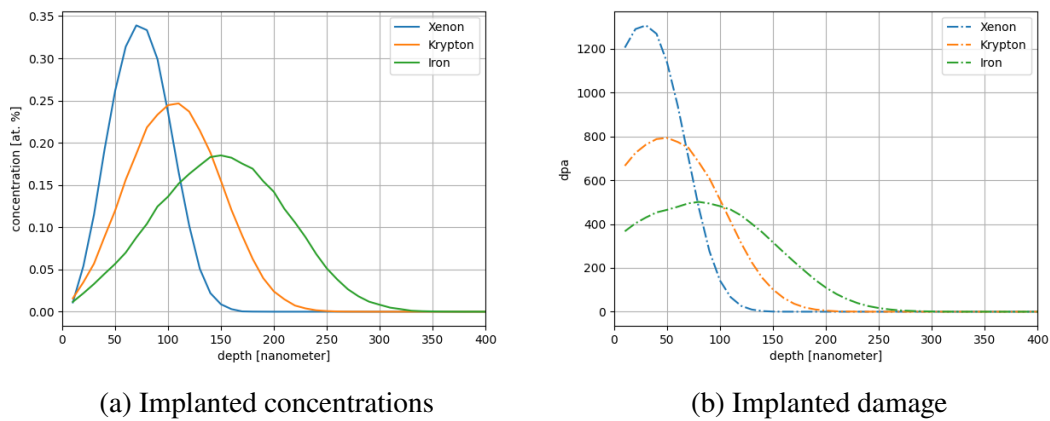 0.35
0.30
0.25
0.20
0.15
0.10
0.05
0.00
concentration [at. %]
0 50 100 150 200 250 300 350 400
depth [nanometer]
Xenon
Krypton
Iron
(a) Implanted concentrations
1200
1000
800
600
400
200
0
dpa
0 50 100 150 200 250 300 350 400
depth [nanometer]
Xenon
Krypton
Iron
(b) Implanted damage